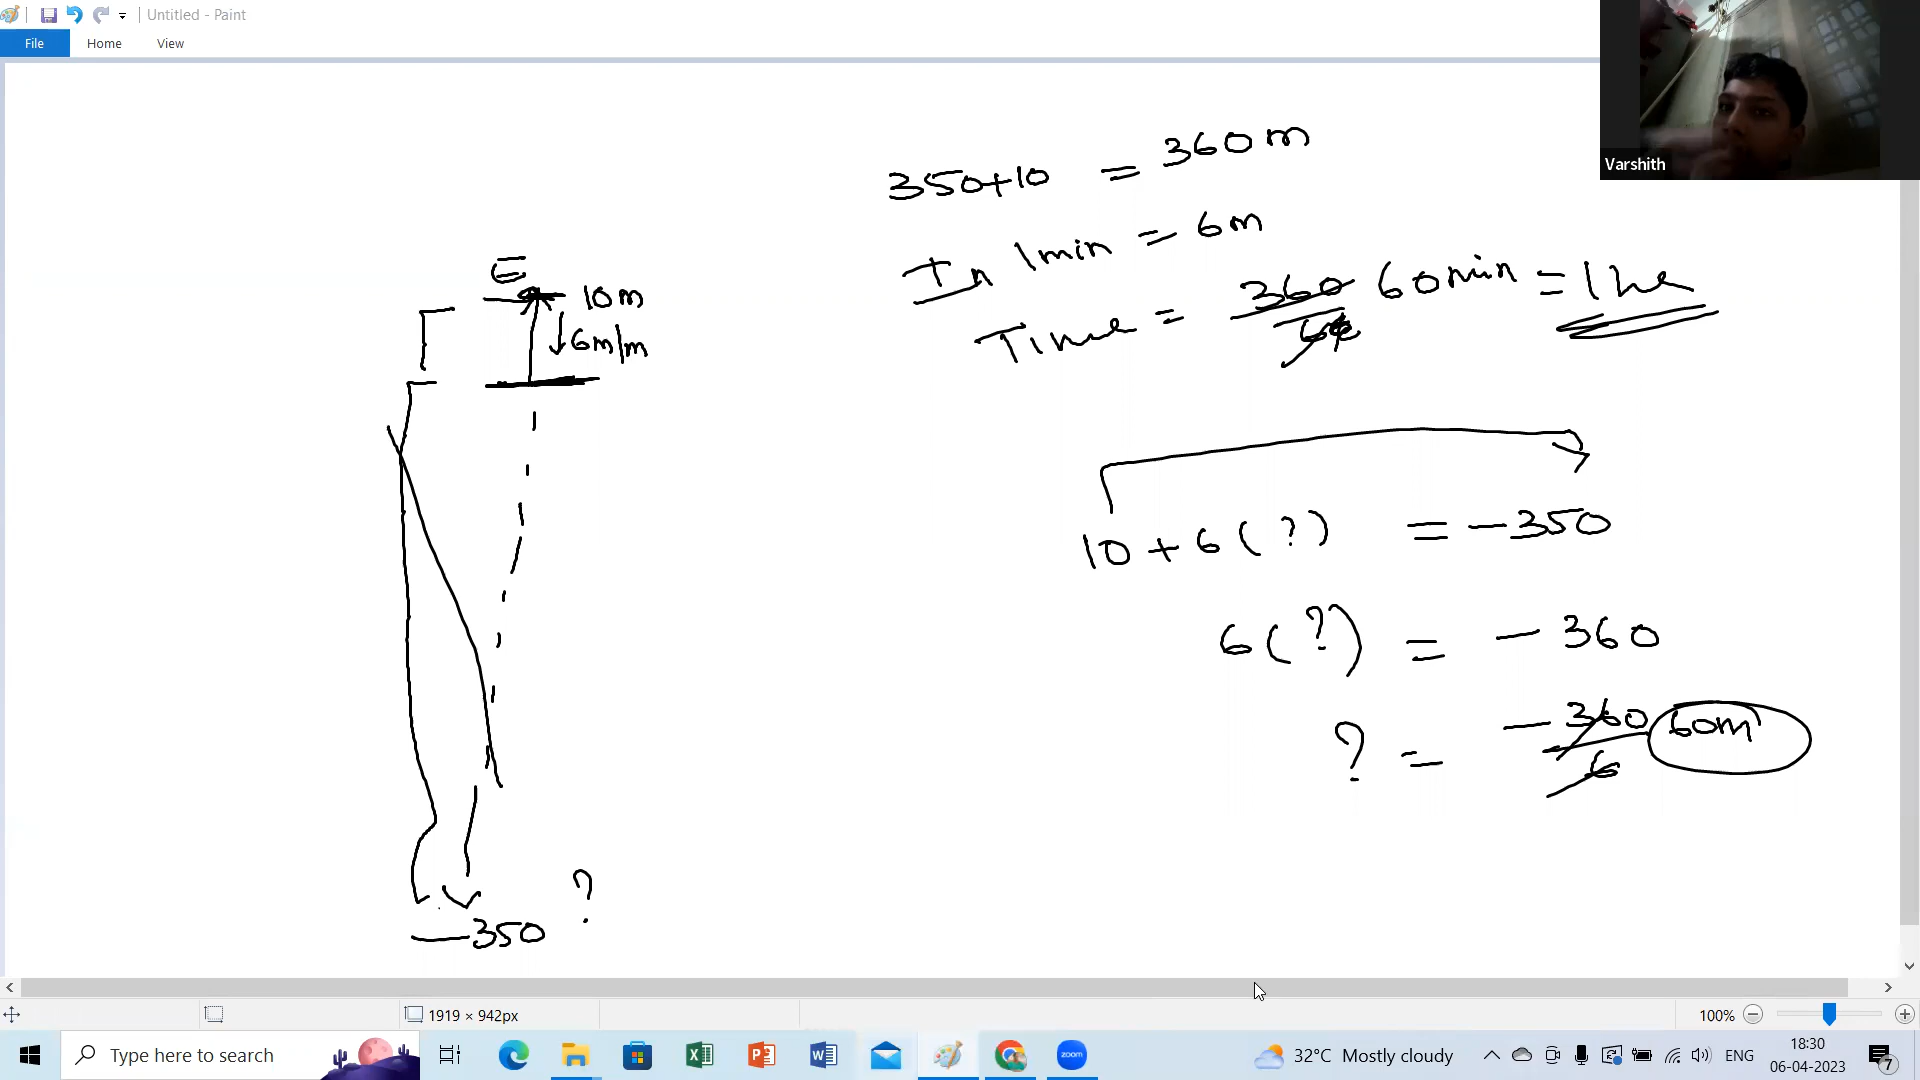 Untitled - Paint
File Home View
Varshith
350+10 = 360m
In 1min = 6m
Time = 360/6 60min = 1hr
E
10m
↓6m/m
10 + 6 ( ? ) = -350
6 ( ? ) = - 360
? = - 360/6 60m
-350 ?
1919 × 942px
100%
Type here to search
zoom
32°C Mostly cloudy
ENG
18:30
06-04-2023
7